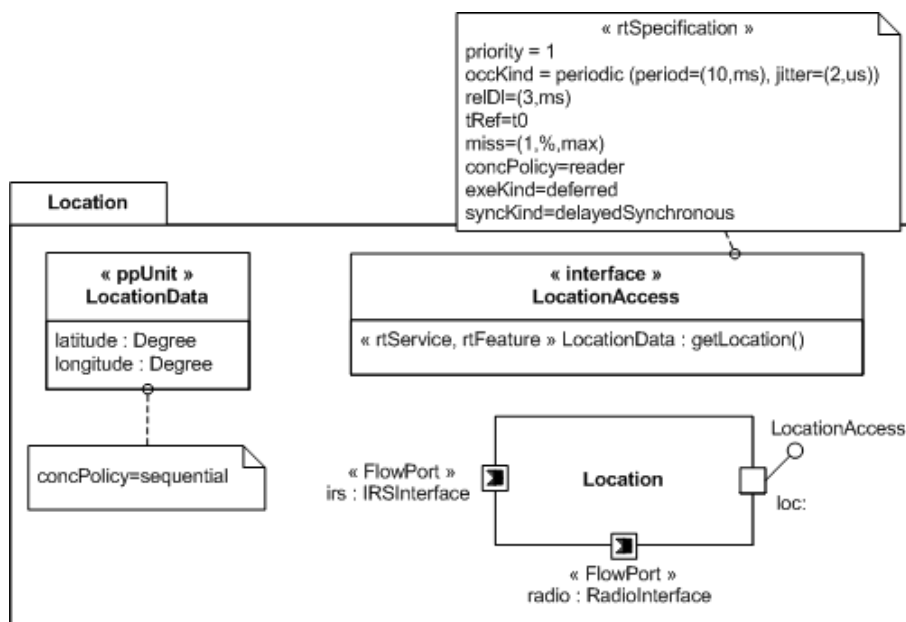 « rtSpecification »
priority = 1
occKind = periodic (period=(10,ms), jitter=(2,us))
relDl=(3,ms)
tRef=t0
miss=(1,%,max)
concPolicy=reader
exeKind=deferred
syncKind=delayedSynchronous
Location
« ppUnit »
LocationData
latitude : Degree
longitude : Degree
concPolicy=sequential
« interface »
LocationAccess
« rtService, rtFeature » LocationData : getLocation()
LocationAccess
« FlowPort »
irs : IRSInterface
Location
loc:
« FlowPort »
radio : RadioInterface